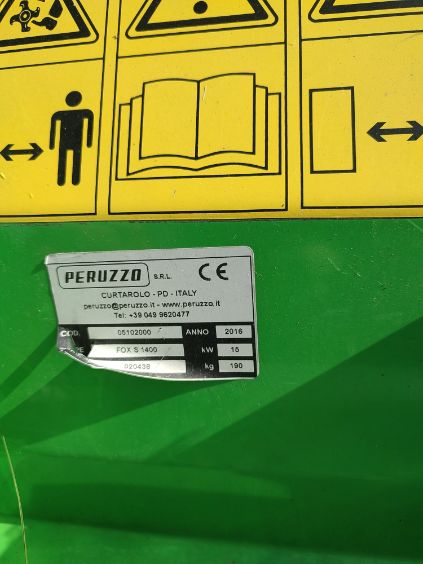 PERUZZO S.R.L. CE
CURTAROLO - PD - ITALY
peruzzo@peruzzo.it - www.peruzzo.it
Tel: +39 049 9620477
COD. 05102000 ANNO 2016
FOX S 1400 kW 15
020438 kg 190